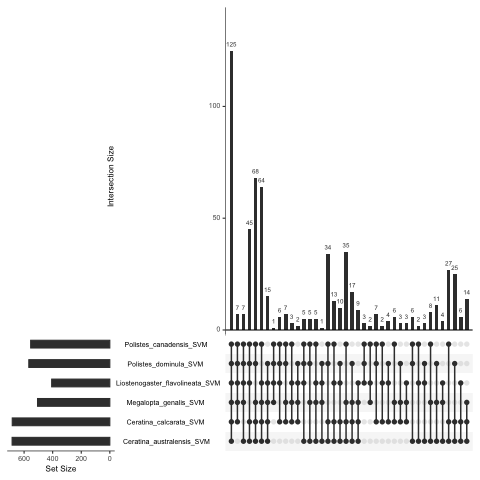 125
100
68
64
Intersection Size
50
45
34
35
27
25
15
13
10
17
9
14
7 7
1 6 7 3 2 5 5 5 1
3 2 7 2 4 6 3 3 6 2 3 8 11 4
6
0
Polistes_canadensis_SVM
Polistes_dominula_SVM
Liostenogaster_flavolineata_SVM
Megalopta_genalis_SVM
Ceratina_calcarata_SVM
Ceratina_australensis_SVM
600 400 200 0
Set Size